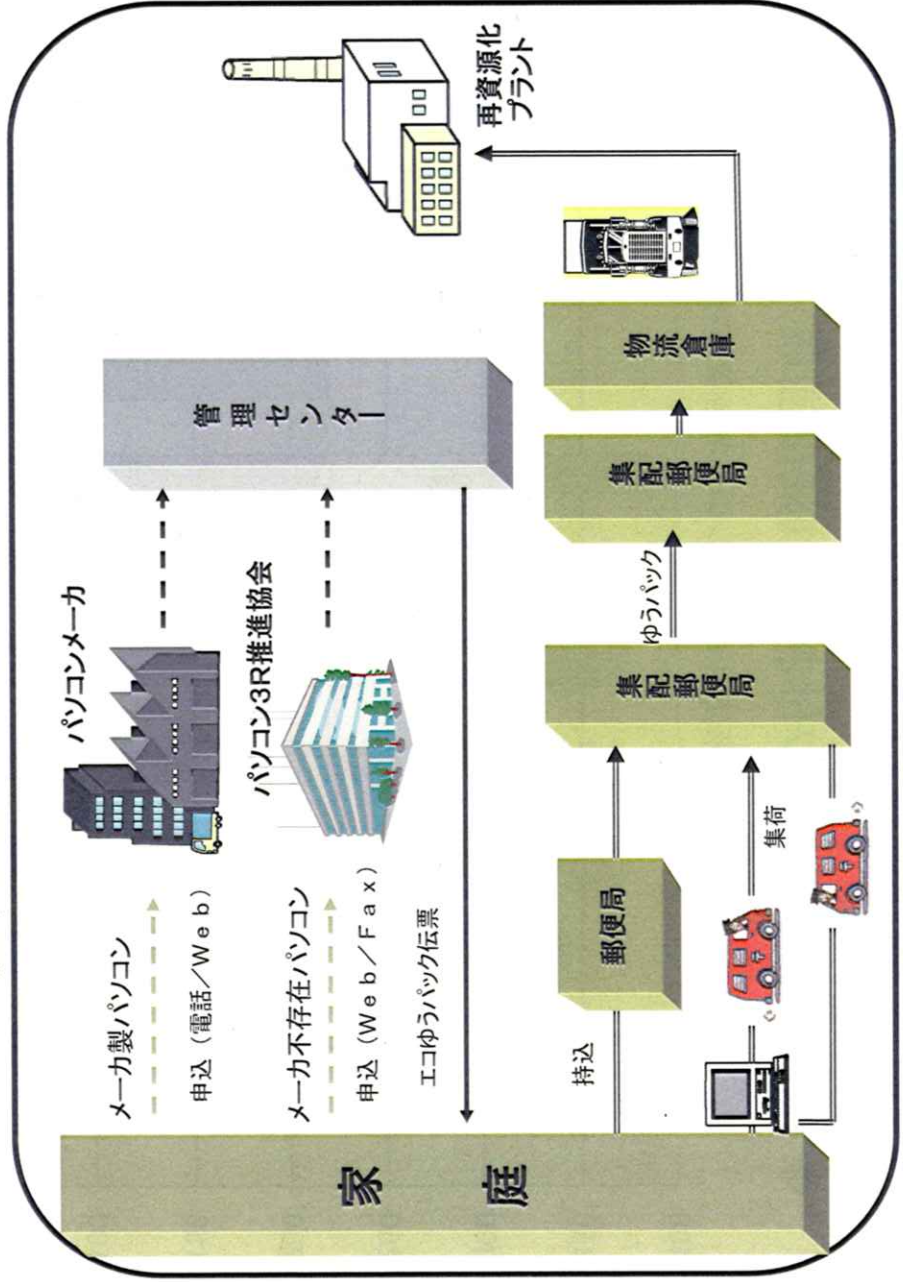 家庭
メーカ製パソコン
申込（電話／Ｗｅｂ）
パソコンメーカ
メーカ不存在パソコン
申込（Ｗｅｂ／Ｆａｘ）
パソコン3R推進協会
管理センター
エコゆうパック伝票
持込
郵便局
集荷
集配郵便局
ゆうパック
集配郵便局
物流倉庫
再資源化
プラント